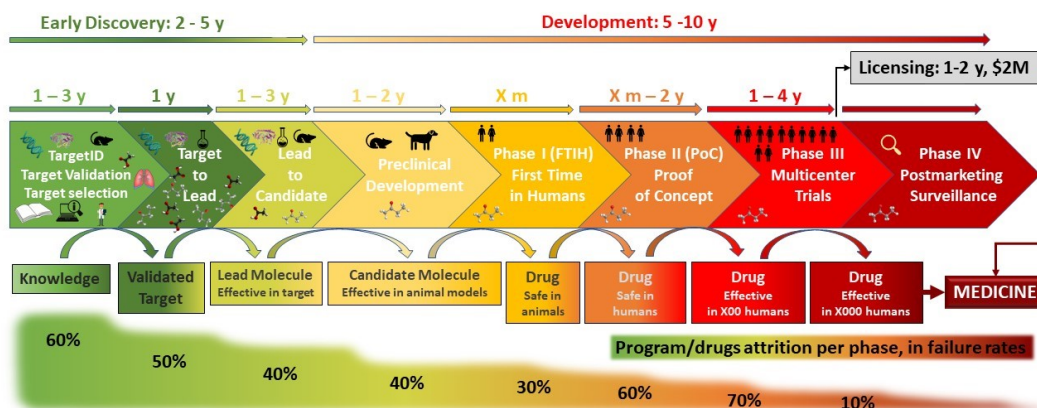 Early Discovery: 2 - 5 y
Development: 5 -10 y
Licensing: 1-2 y, $2M
1 – 3 y
1 y
1 – 3 y
1 – 2 y
X m
X m – 2 y
1 – 4 y
TargetID
Target Validation
Target selection
Target
to
Lead
Lead
to
Candidate
Preclinical
Development
Phase I (FTIH)
First Time
in Humans
Phase II (PoC)
Proof
of Concept
Phase III
Multicenter
Trials
Phase IV
Postmarketing
Surveillance
Knowledge
Validated
Target
Lead Molecule
Effective in target
Candidate Molecule
Effective in animal models
Drug
Safe in
animals
Drug
Safe in
humans
Drug
Effective
in X00 humans
Drug
Effective
in X000 humans
MEDICINE
Program/drugs attrition per phase, in failure rates
60%
50%
40%
40%
30%
60%
70%
10%